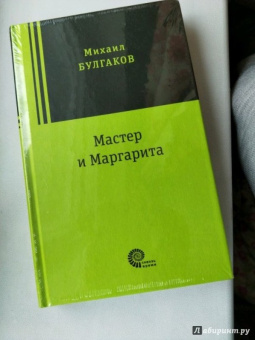 Михаил
БУЛГАКОВ
Мастер
и Маргарита
© Лабиринт.ру